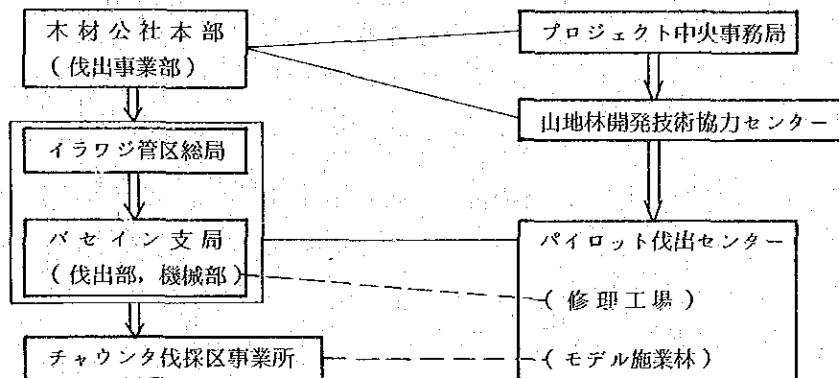 木材公社本部
(伐出事業部)
イラワジ管区総局
バセイン支局
(伐出部，機械部)
チャウンタ伐採区事業所
プロジェクト中央事務局
山地林開発技術協力センター
パイロット伐出センター
(修理工場)
(モデル施業林)